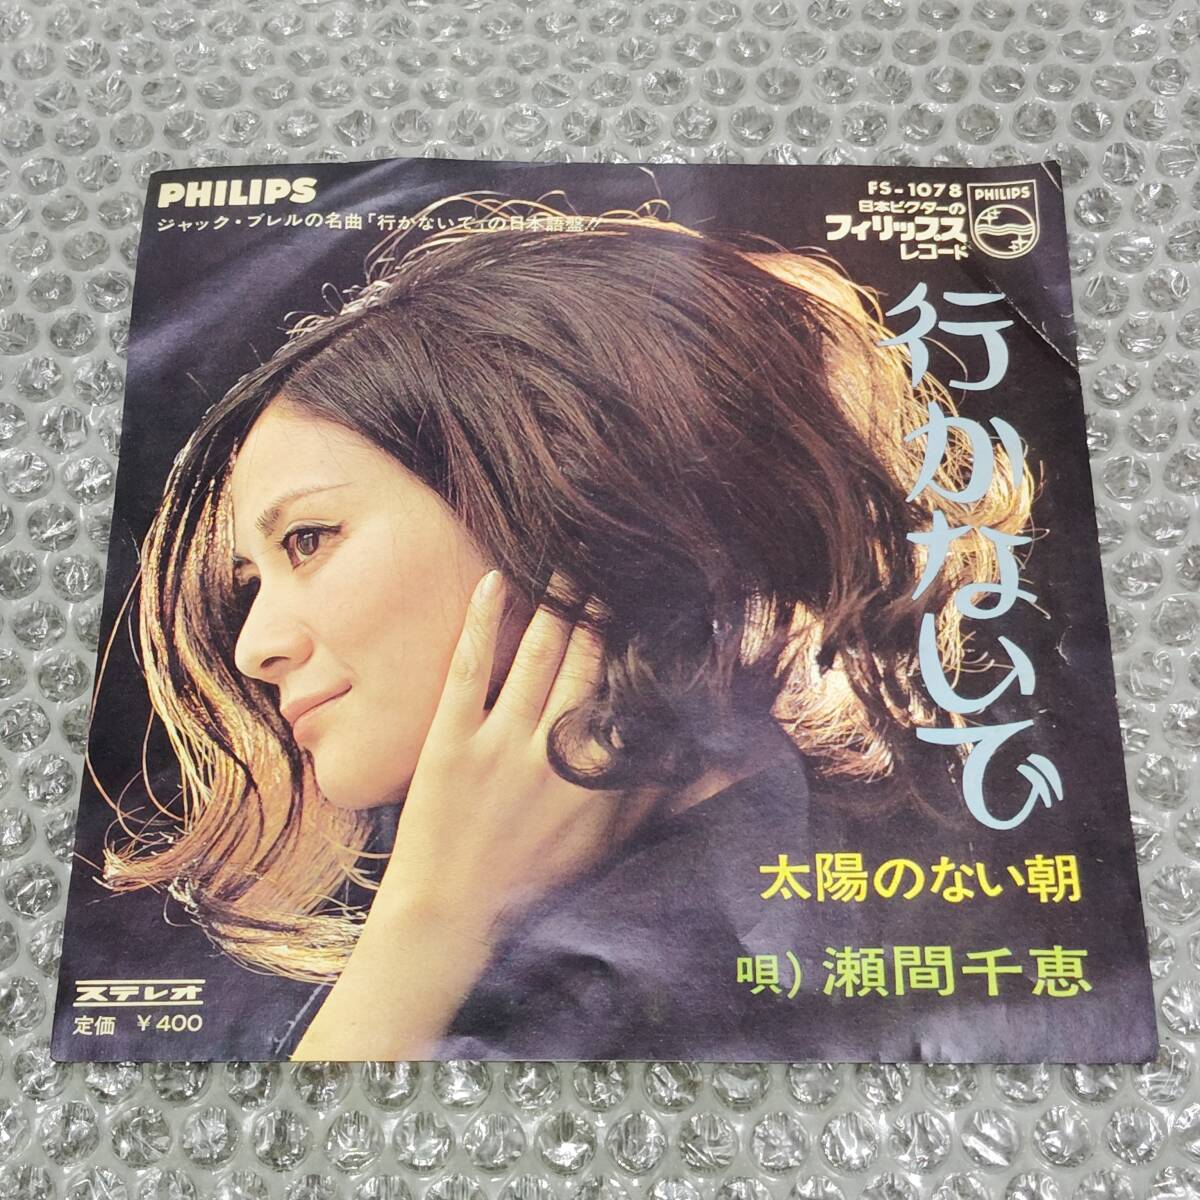 PHILIPS
ジャック・ブレルの名曲「行かないで」の日本語盤!!
FS-1078
日本ビクターの
フィリップス
レコード
PHILIPS
行かないで
太陽のない朝
唄）瀬間千恵
ステレオ
定価 ￥400